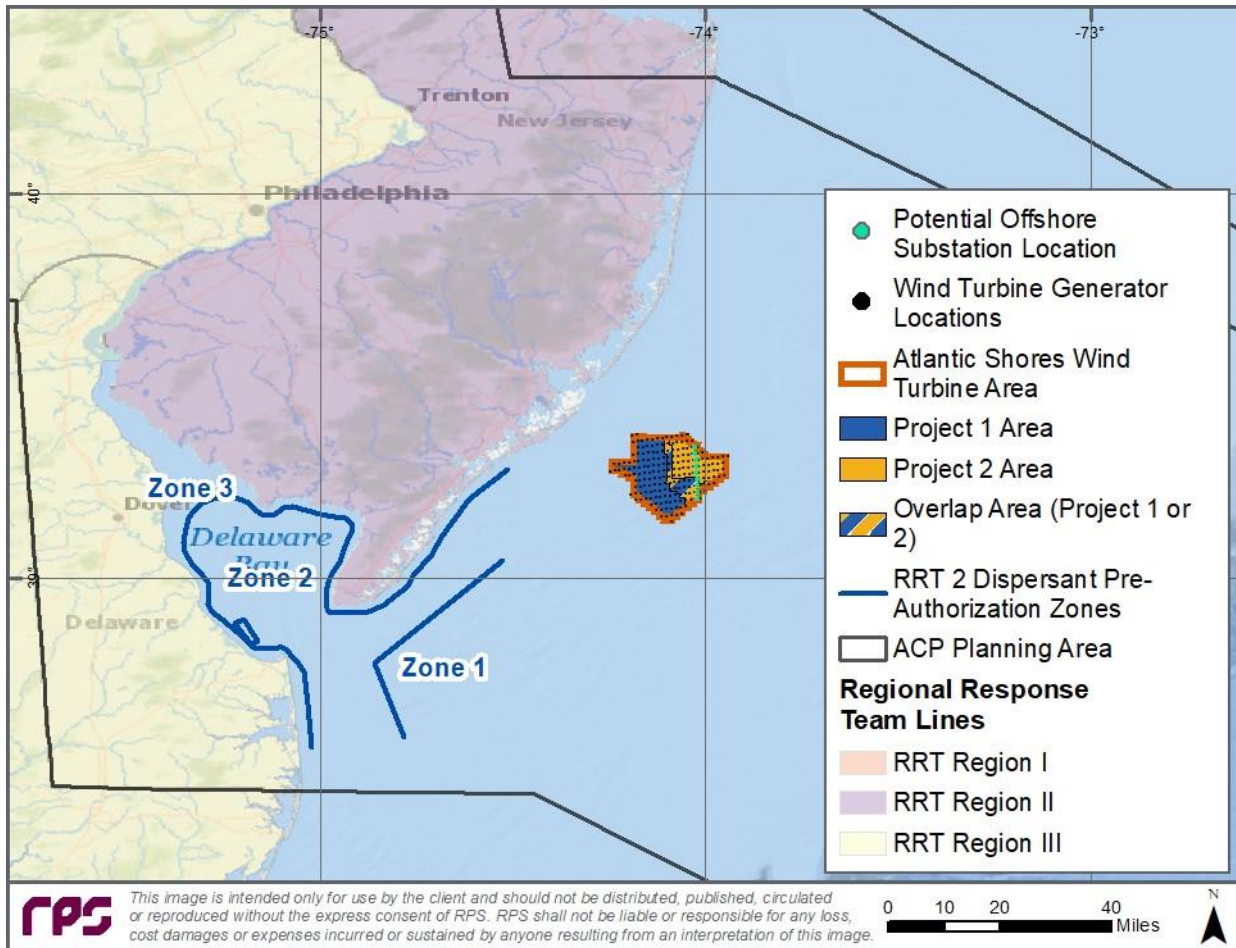 -75°
-74°
-73°
40°
39°
Trenton
New Jersey
Philadelphia
Zone 3
Dover
Delaware
Bay
Zone 2
Delaware
Zone 1
Potential Offshore
Substation Location
Wind Turbine Generator
Locations
Atlantic Shores Wind
Turbine Area
Project 1 Area
Project 2 Area
Overlap Area (Project 1 or
2)
RRT 2 Dispersant Pre-
Authorization Zones
ACP Planning Area
Regional Response
Team Lines
RRT Region I
RRT Region II
RRT Region III
rps
This image is intended only for use by the client and should not be distributed, published, circulated
or reproduced without the express consent of RPS. RPS shall not be liable or responsible for any loss,
cost damages or expenses incurred or sustained by anyone resulting from an interpretation of this image.
0 10 20 40
Miles
N